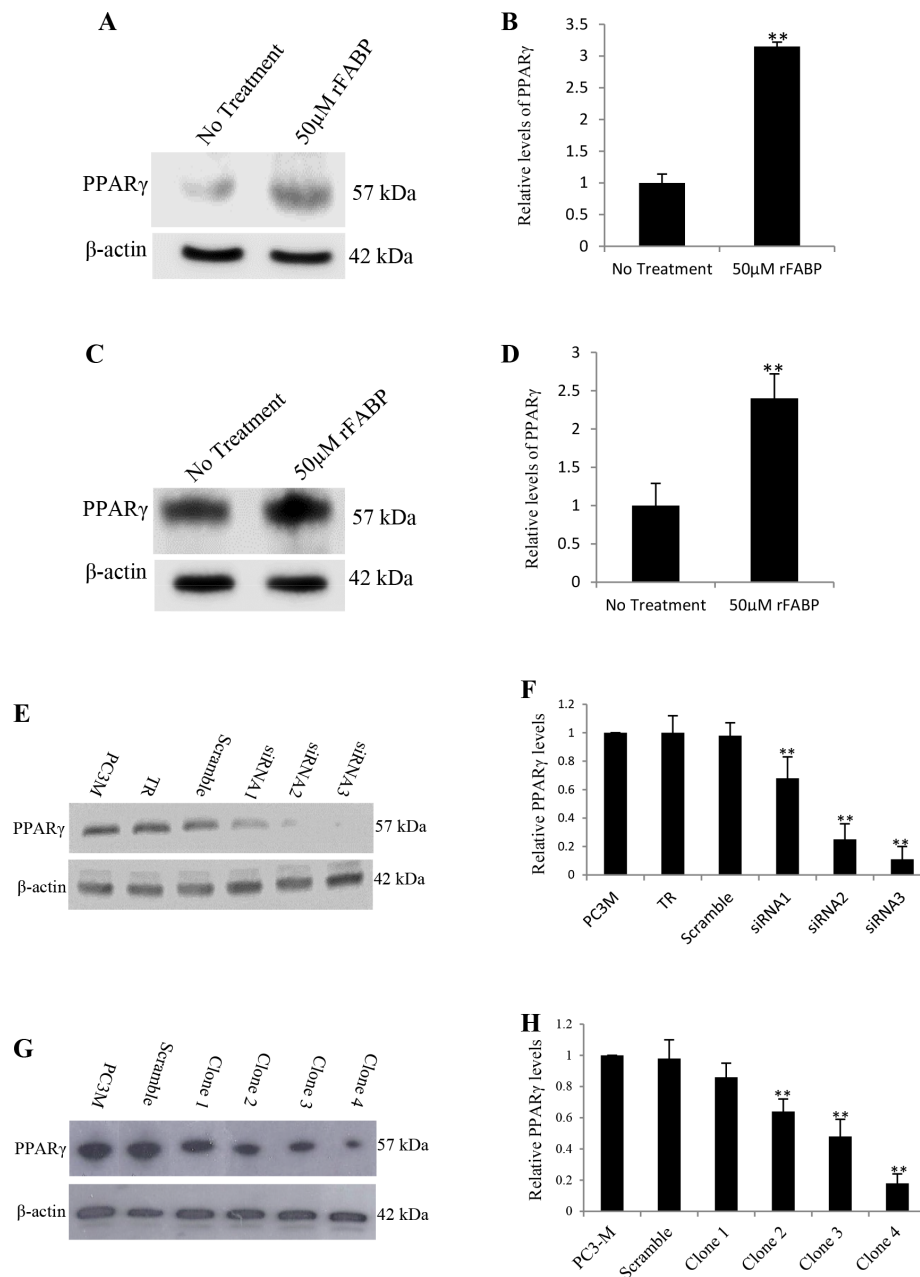 A
No Treatment
50µM rFABP
PPARγ
57 kDa
β-actin
42 kDa
B
Relative levels of PPARγ
3.5
3
2.5
2
1.5
1
0.5
0
**
No Treatment
50µM rFABP
C
No Treatment
50µM rFABP
PPARγ
57 kDa
β-actin
42 kDa
D
Relative levels of PPARγ
3
2.5
2
1.5
1
0.5
0
**
No Treatment
50µM rFABP
E
PC3M
TR
Scramble
siRNA1
siRNA2
siRNA3
PPARγ
57 kDa
β-actin
42 kDa
F
Relative PPARγ levels
1.2
1
0.8
0.6
0.4
0.2
0
**
**
**
PC3M
TR
Scramble
siRNA1
siRNA2
siRNA3
G
PC3M
Scramble
Clone 1
Clone 2
Clone 3
Clone 4
PPARγ
57 kDa
β-actin
42 kDa
H
Relative PPARγ levels
1.2
1
0.8
0.6
0.4
0.2
0
**
**
**
PC3-M
Scramble
Clone 1
Clone 2
Clone 3
Clone 4